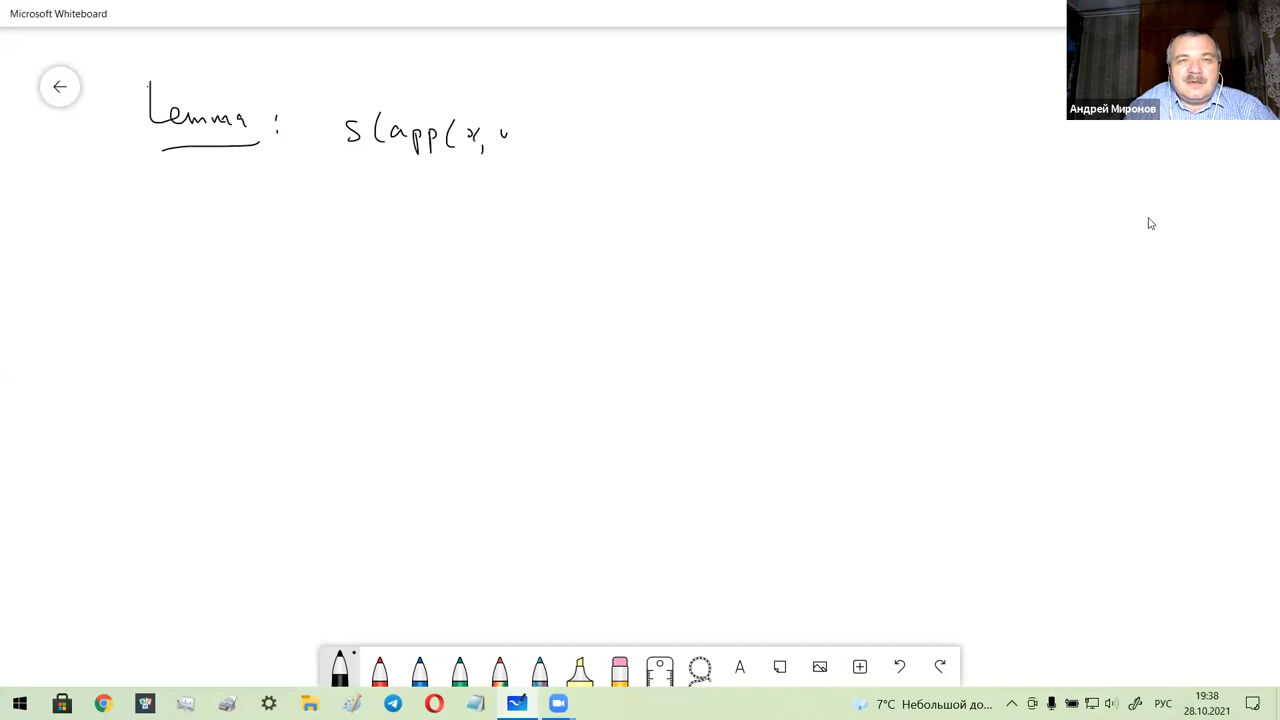 Microsoft Whiteboard
Андрей Миронов
Lemma : s(app(x,
A
7°C Небольшой до...
РУС
19:38
28.10.2021